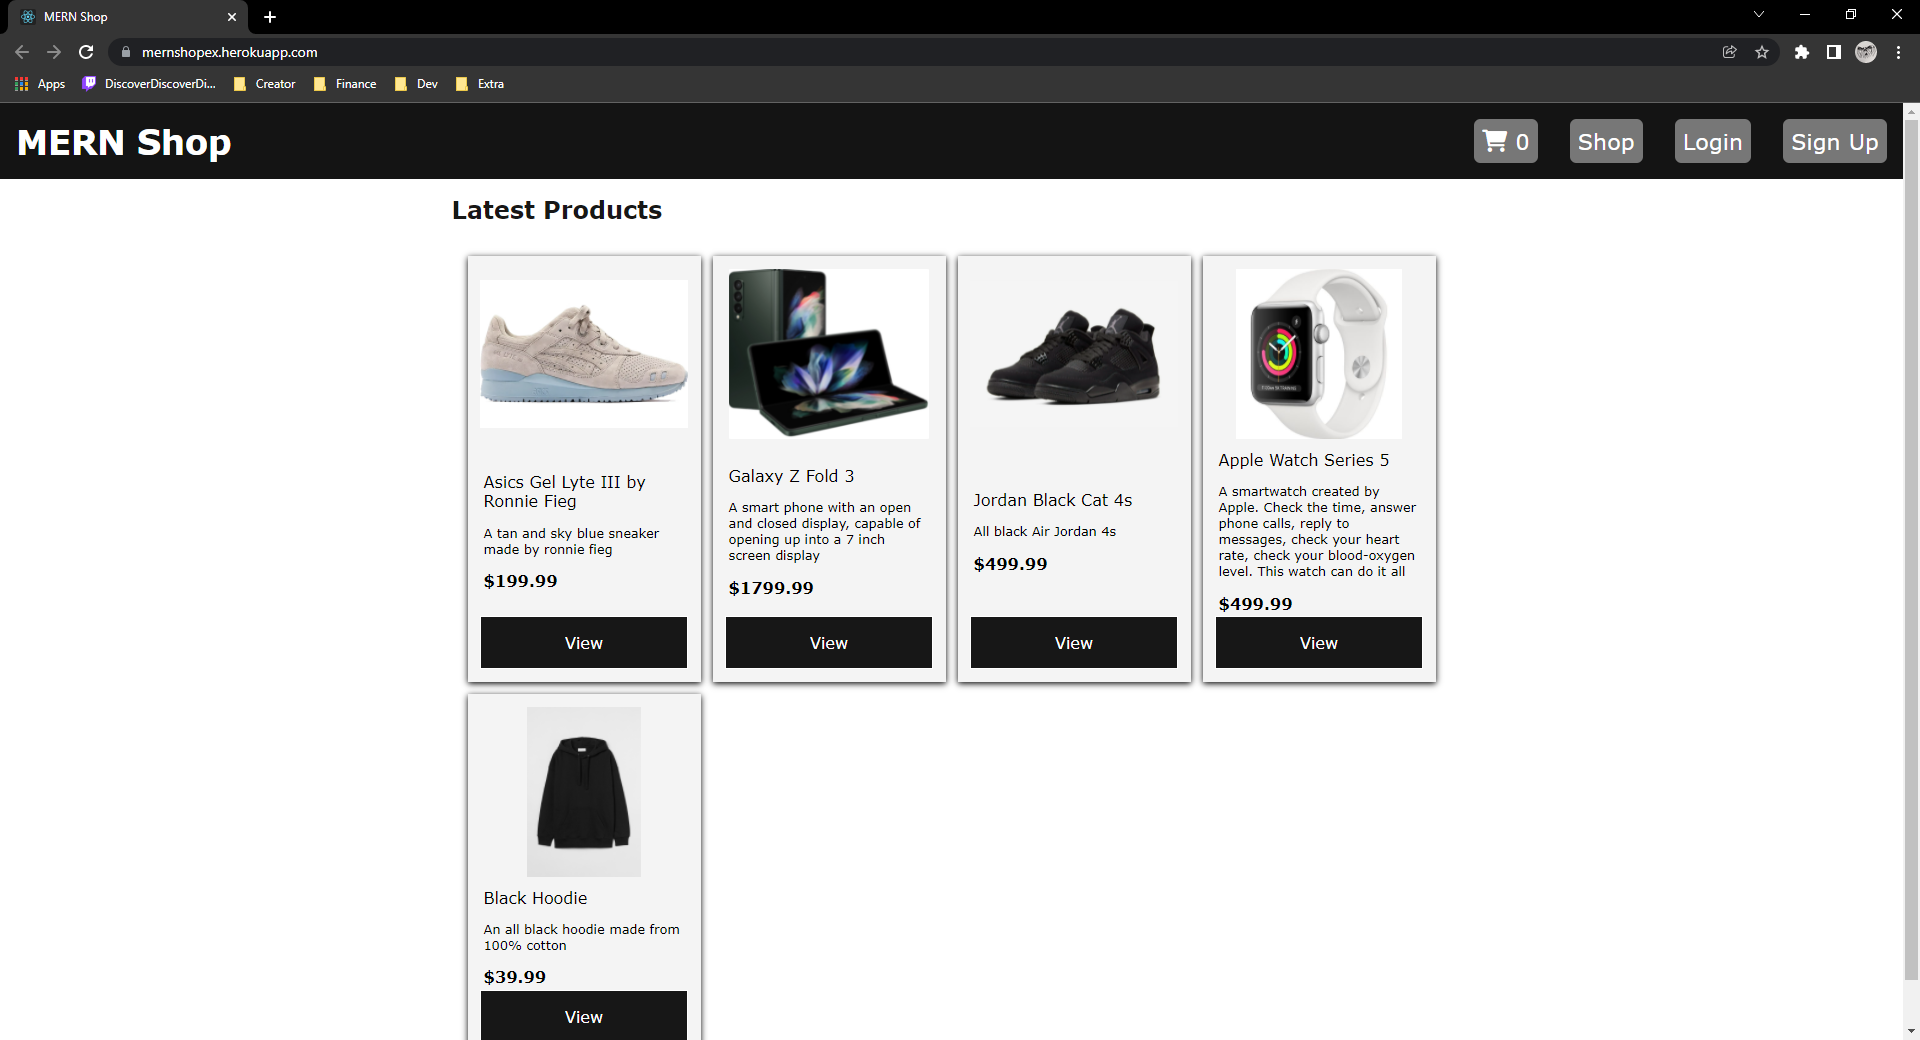 MERN Shop
mernshopex.herokuapp.com
Apps
DiscoverDiscoverDi...
Creator
Finance
Dev
Extra
MERN Shop
0
Shop
Login
Sign Up
Latest Products
Asics Gel Lyte III by
Ronnie Fieg
A tan and sky blue sneaker
made by ronnie fieg
$199.99
View
Galaxy Z Fold 3
A smart phone with an open
and closed display, capable of
opening up into a 7 inch
screen display
$1799.99
View
Jordan Black Cat 4s
All black Air Jordan 4s
$499.99
View
Apple Watch Series 5
A smartwatch created by
Apple. Check the time, answer
phone calls, reply to
messages, check your heart
rate, check your blood-oxygen
level. This watch can do it all
$499.99
View
Black Hoodie
An all black hoodie made from
100% cotton
$39.99
View